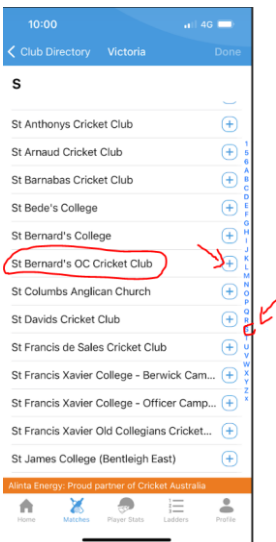 10:00
4G
Club Directory
Victoria
Done
S
St Anthonys Cricket Club
St Arnaud Cricket Club
St Barnabas Cricket Club
St Bede's College
St Bernard's College
St Bernard's OC Cricket Club
St Columbs Anglican Church
St Davids Cricket Club
St Francis de Sales Cricket Club
St Francis Xavier College - Berwick Cam...
St Francis Xavier College - Officer Camp...
St Francis Xavier Old Collegians Cricket...
St James College (Bentleigh East)
1
5
6
A
B
C
D
E
F
G
H
I
J
K
L
M
N
O
P
Q
R
T
U
V
W
X
Y
Z
Alinta Energy: Proud partner of Cricket Australia
Home
Matches
Player Stats
Ladders
Profile